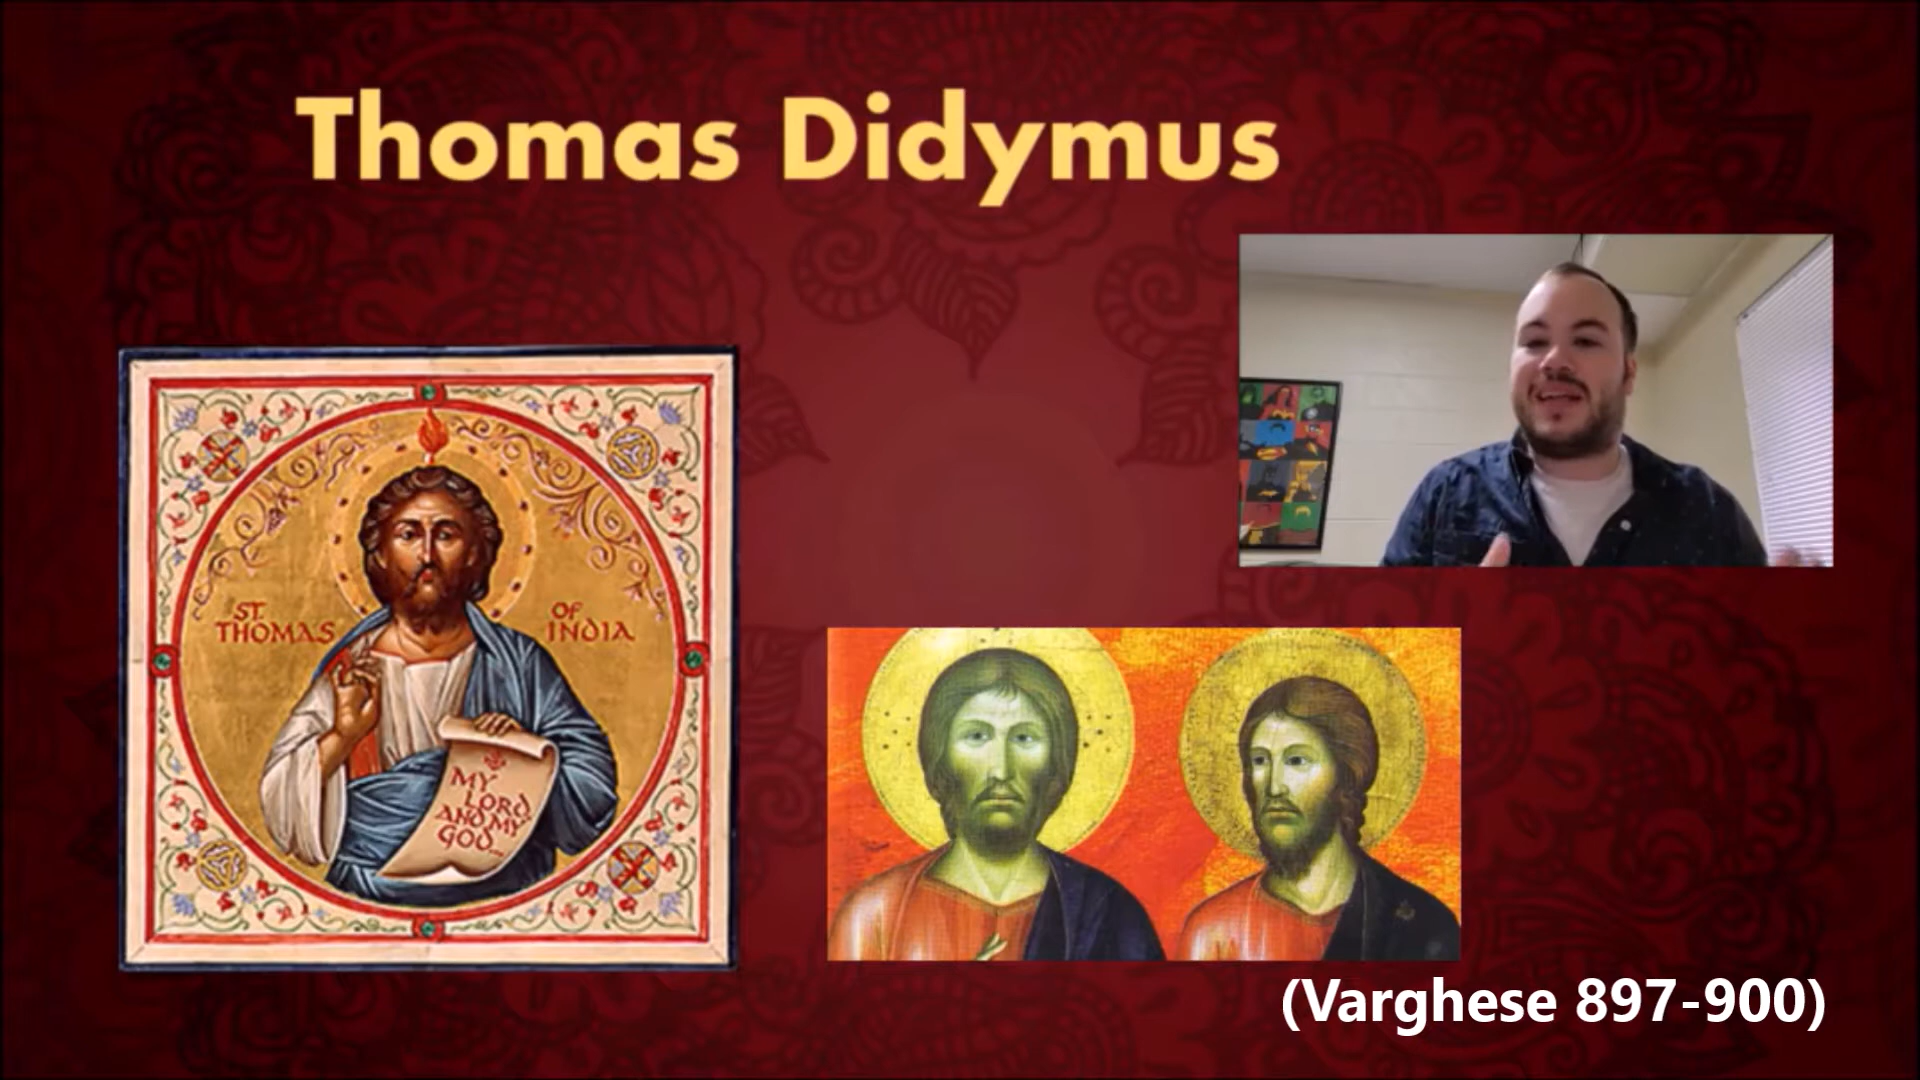 Thomas Didymus
ST.
THOMAS
OF
INDIA
MY
LORD
AND MY
GOD...
(Varghese 897-900)